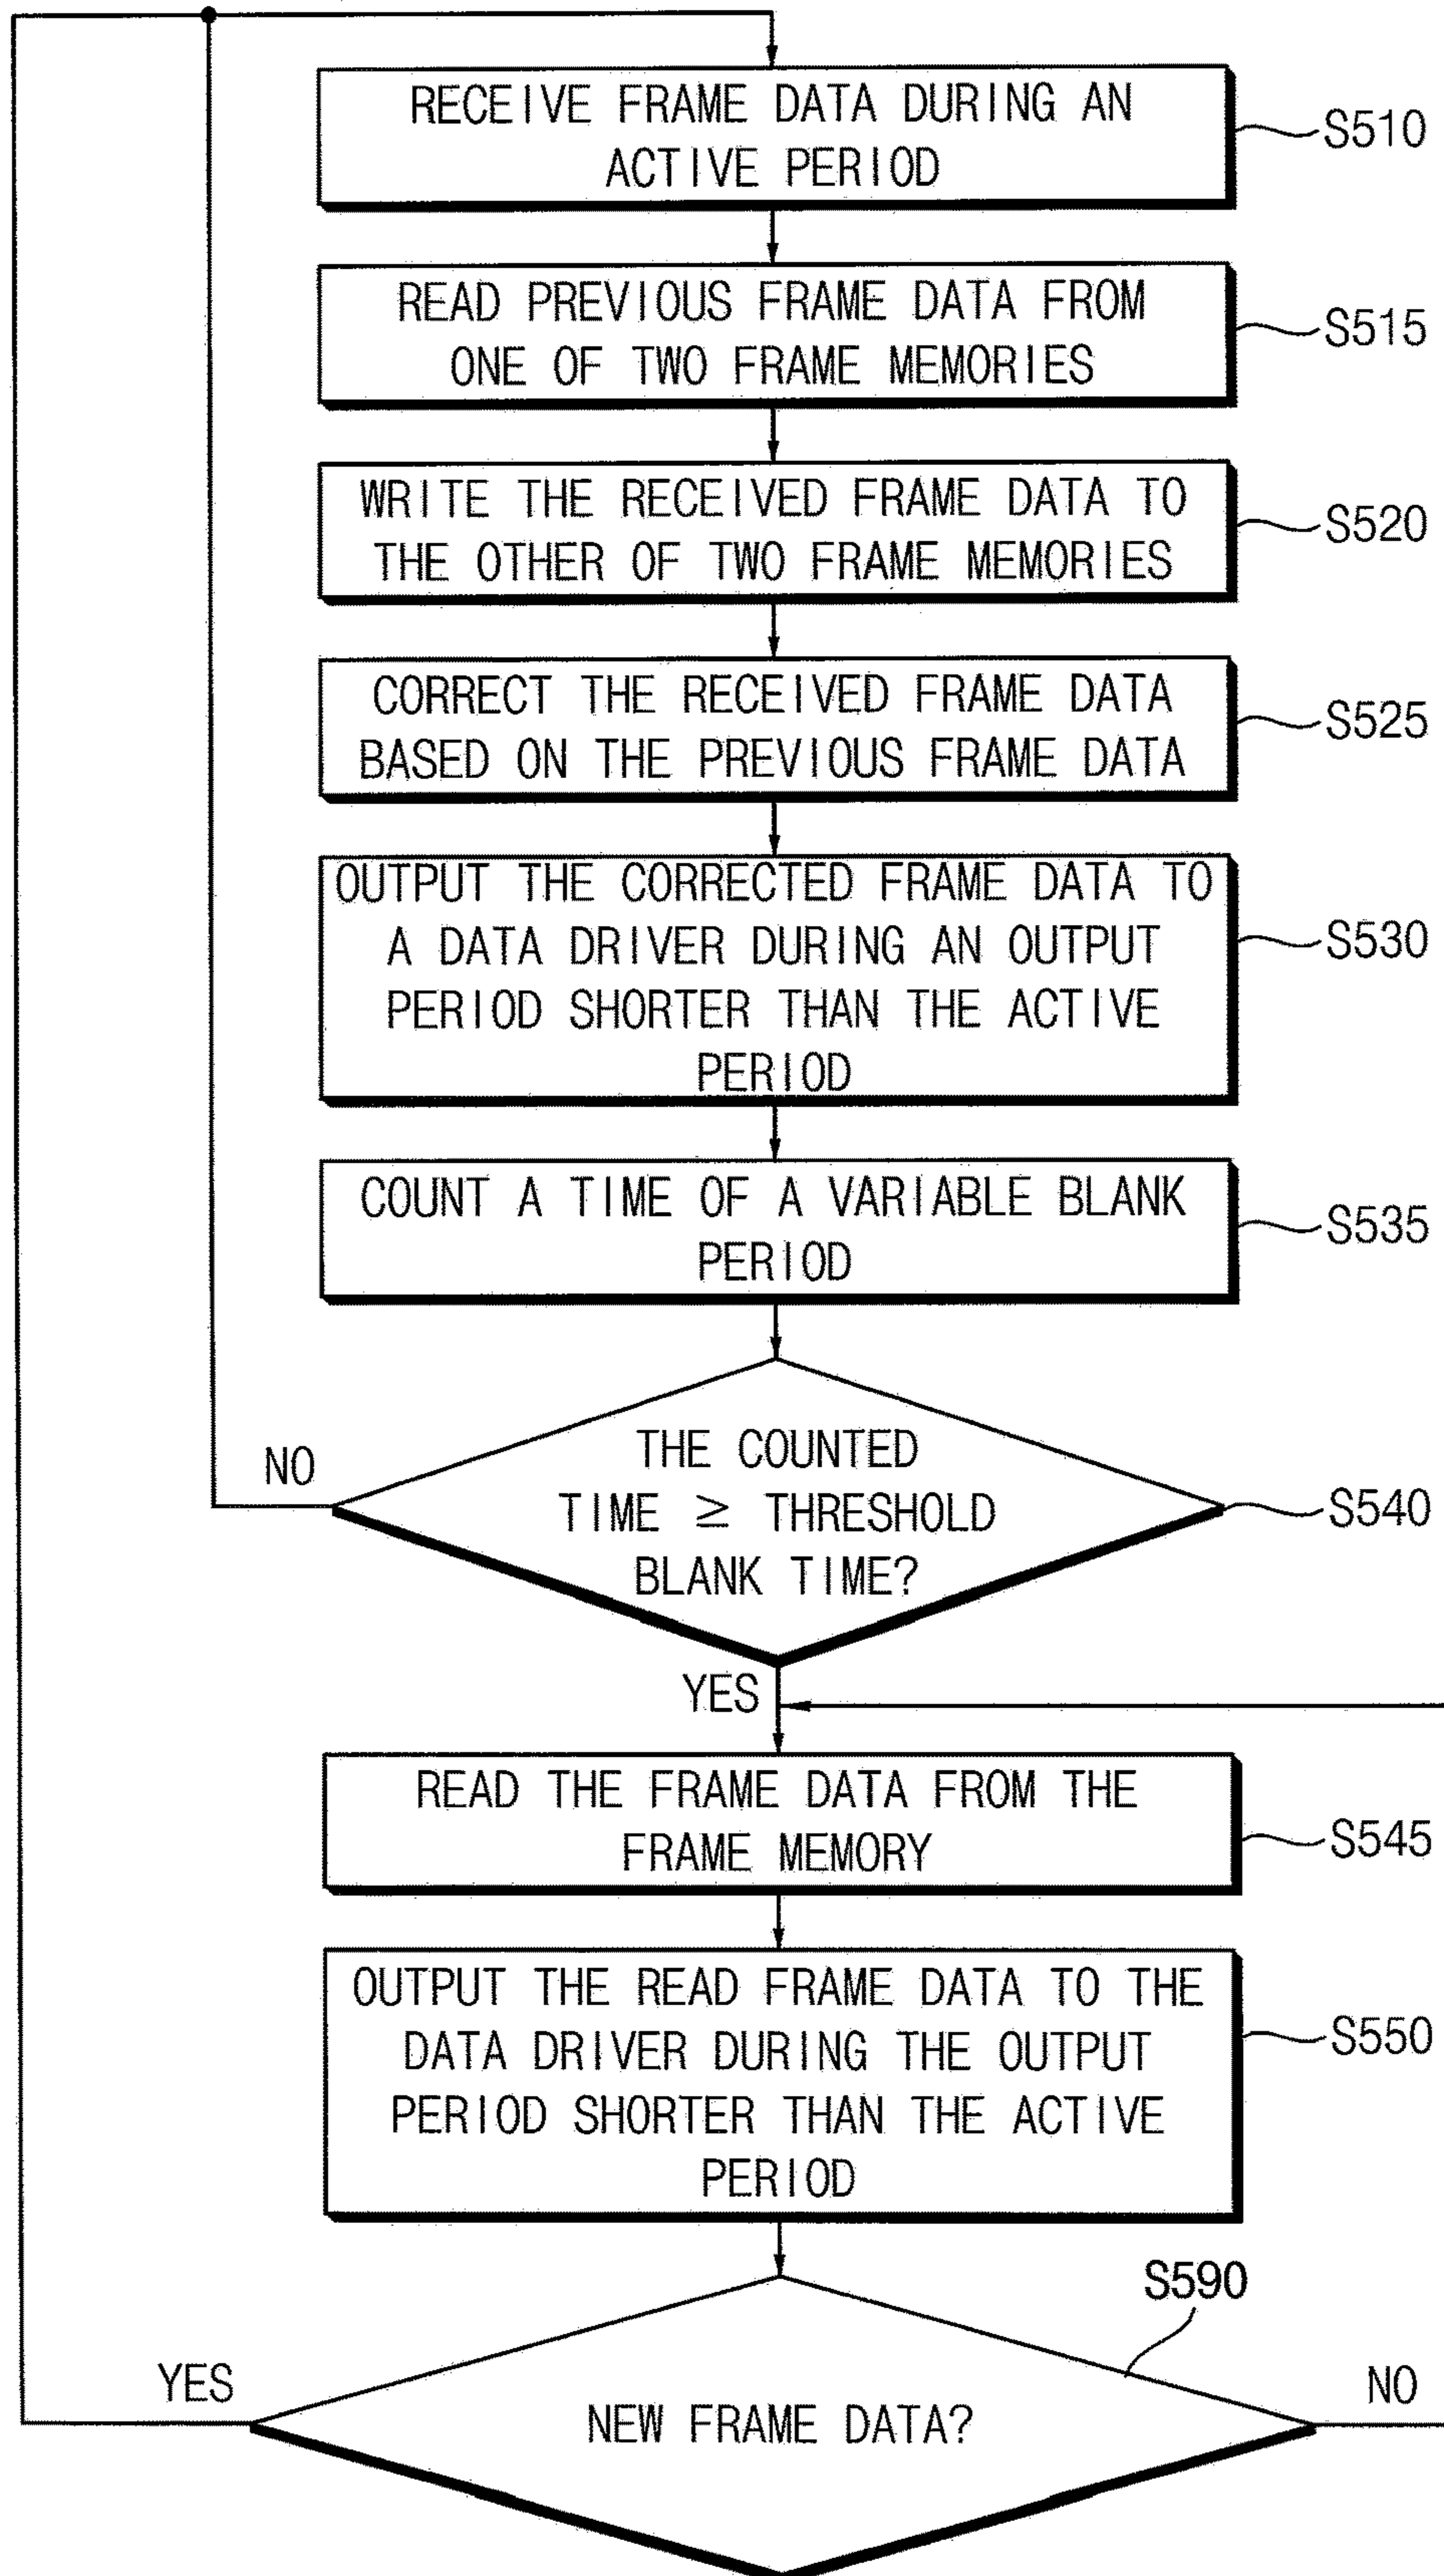 RECEIVE FRAME DATA DURING AN
ACTIVE PERIOD
S510
READ PREVIOUS FRAME DATA FROM
ONE OF TWO FRAME MEMORIES
S515
WRITE THE RECEIVED FRAME DATA TO
THE OTHER OF TWO FRAME MEMORIES
S520
CORRECT THE RECEIVED FRAME DATA
BASED ON THE PREVIOUS FRAME DATA
S525
OUTPUT THE CORRECTED FRAME DATA TO
A DATA DRIVER DURING AN OUTPUT
PERIOD SHORTER THAN THE ACTIVE
PERIOD
S530
COUNT A TIME OF A VARIABLE BLANK
PERIOD
S535
NO
THE COUNTED
TIME ≥ THRESHOLD
BLANK TIME?
S540
YES
READ THE FRAME DATA FROM THE
FRAME MEMORY
S545
OUTPUT THE READ FRAME DATA TO THE
DATA DRIVER DURING THE OUTPUT
PERIOD SHORTER THAN THE ACTIVE
PERIOD
S550
S590
YES
NEW FRAME DATA?
NO